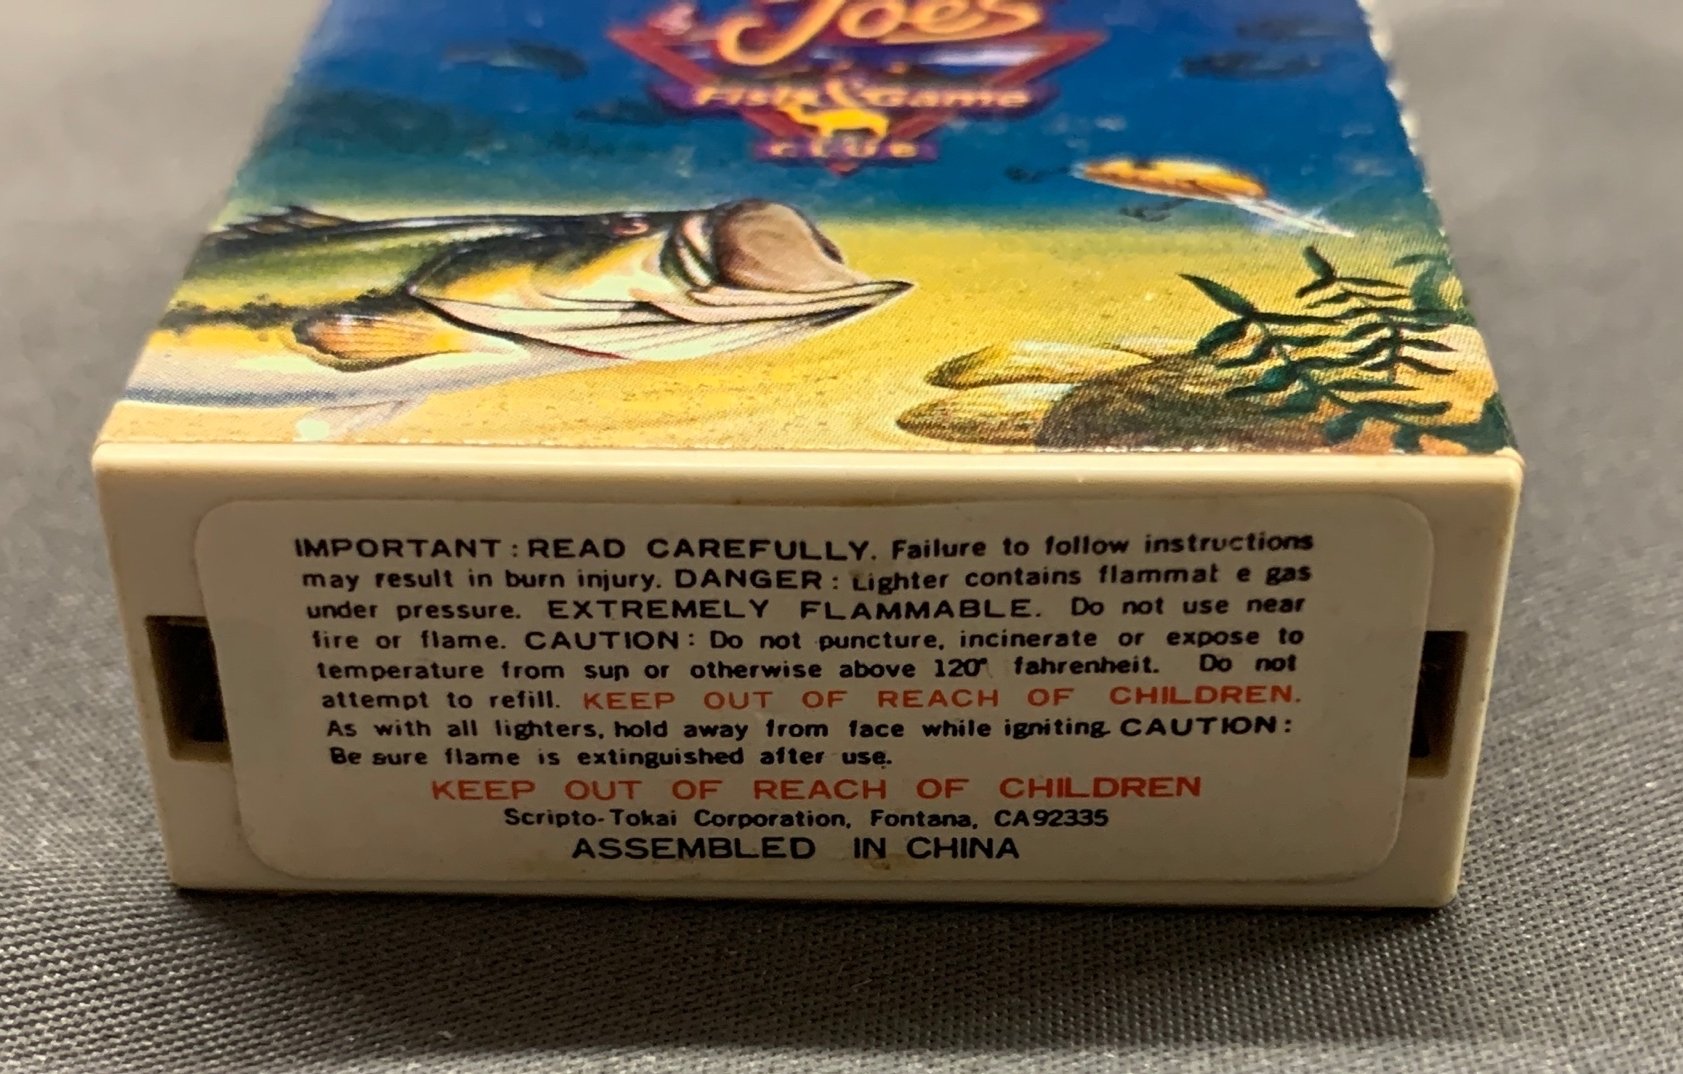 Joe's
Fish & Game
CLUB
IMPORTANT : READ CAREFULLY. Failure to follow instructions
may result in burn injury. DANGER : Lighter contains flammat e gas
under pressure. EXTREMELY FLAMMABLE. Do not use near
fire or flame. CAUTION : Do not puncture, incinerate or expose to
temperature from sun or otherwise above 120° fahrenheit. Do not
attempt to refill. KEEP OUT OF REACH OF CHILDREN.
As with all lighters, hold away from face while igniting. CAUTION :
Be sure flame is extinguished after use.
KEEP OUT OF REACH OF CHILDREN
Scripto-Tokai Corporation, Fontana, CA92335
ASSEMBLED IN CHINA